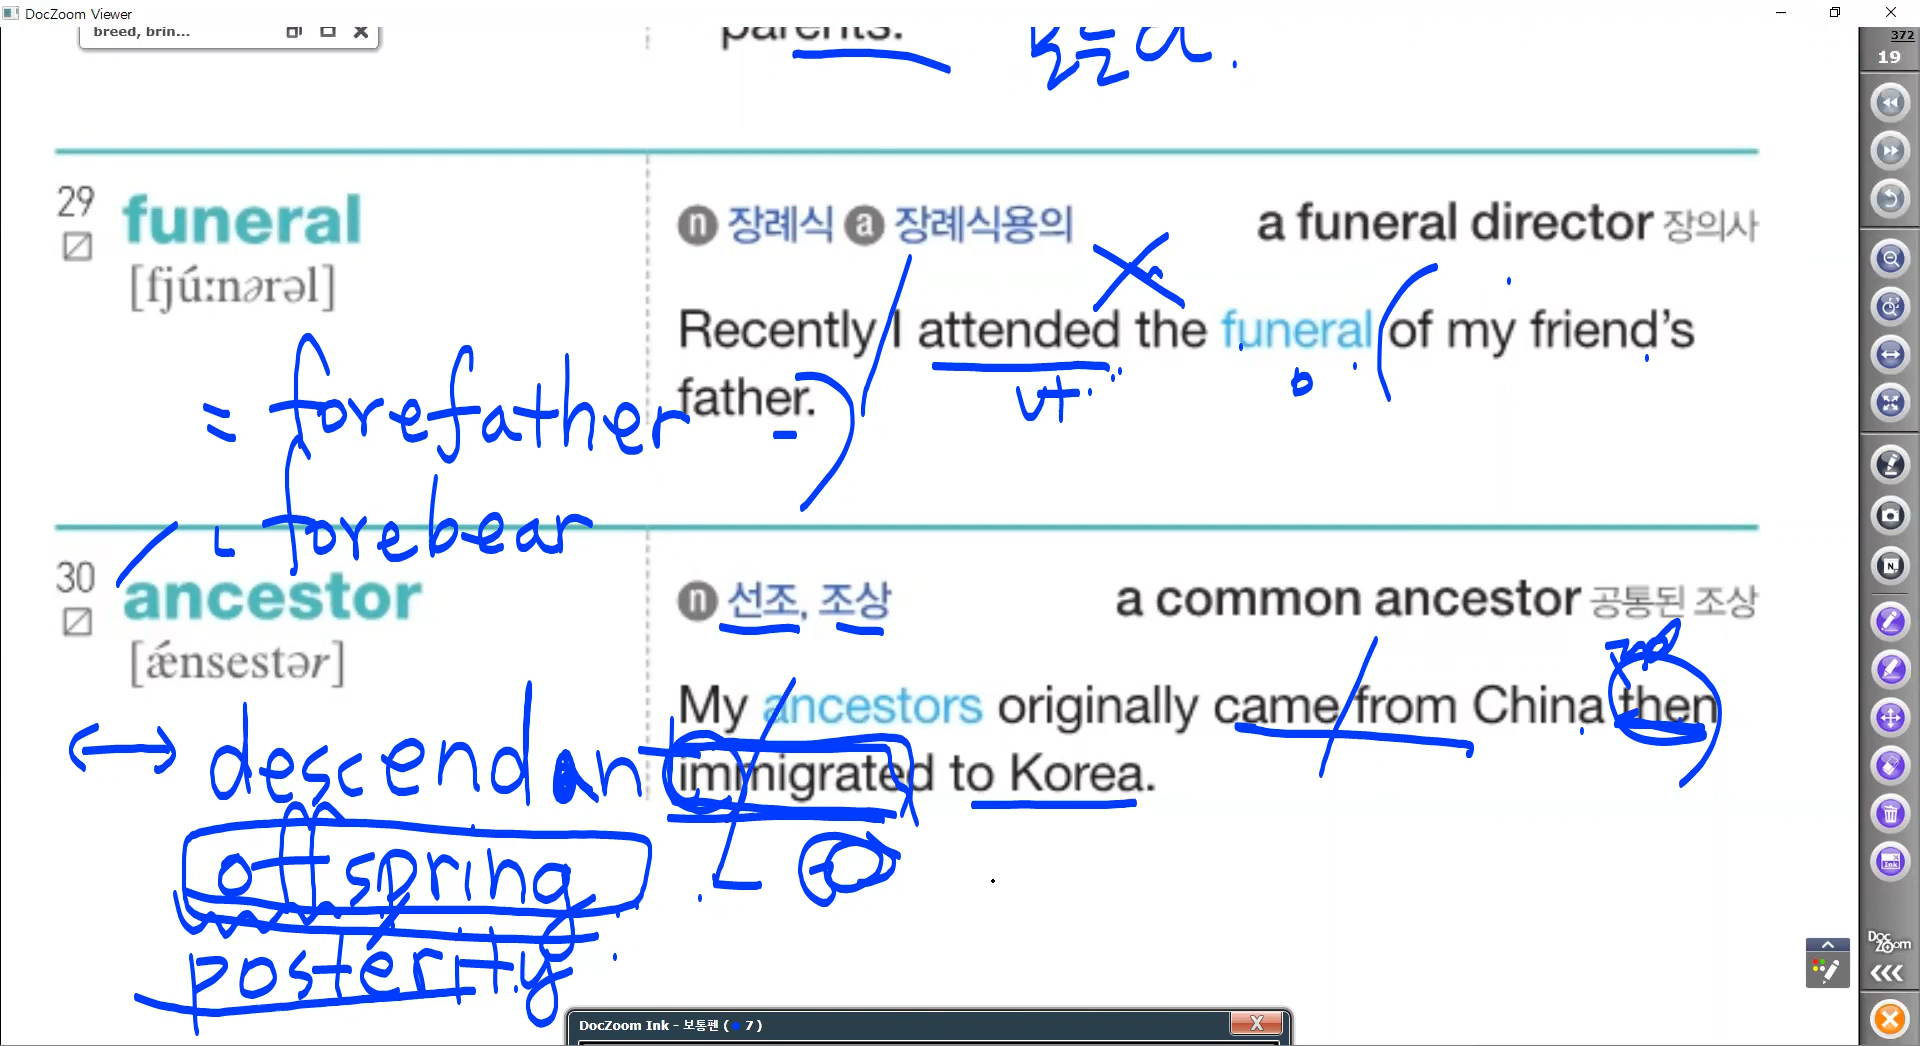 DocZoom Viewer
breed, brin...
372
19
parents.
29
funeral
[fjúːnərəl]
n 장례식 a 장례식용의
a funeral director 장의사
Recently I attended the funeral of my friend's
father.
vt
o
= forefather
forebear
30
ancestor
[ǽnsestər]
n 선조, 조상
a common ancestor 공통된 조상
My ancestors originally came from China then
immigrated to Korea.
↔ descendant
offspring
posterity
DocZoom
DocZoom Ink - 보통펜 ( 7 )